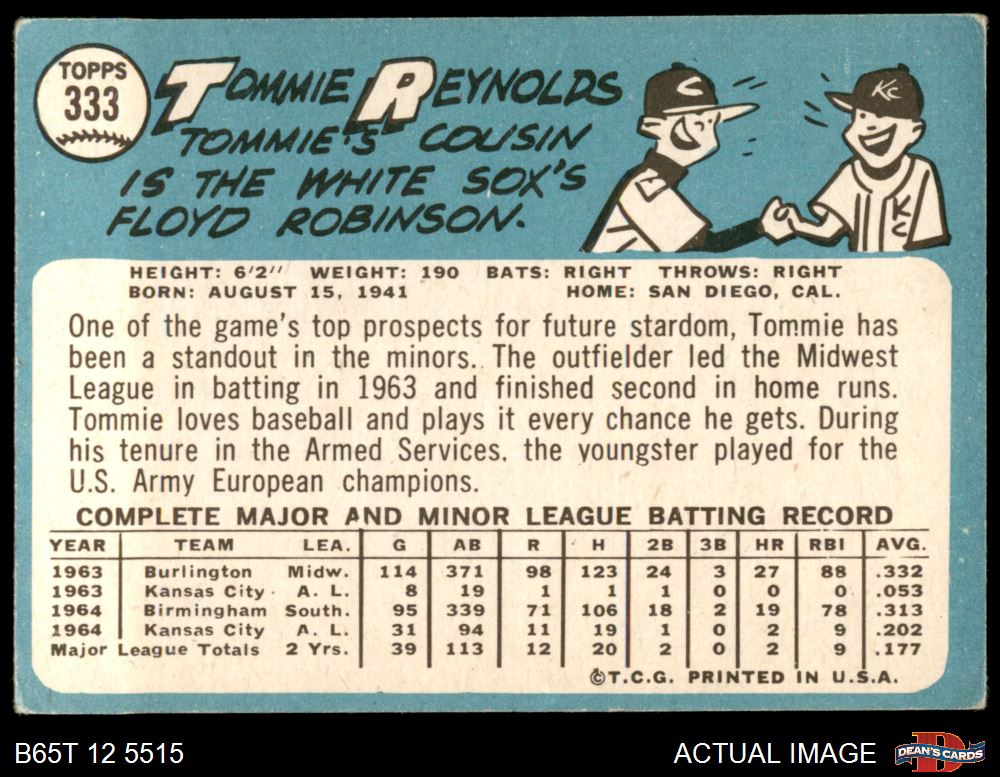 TOPPS
333
TOMMIE REYNOLDS
TOMMIE'S COUSIN
IS THE WHITE SOX'S
FLOYD ROBINSON.
C
KC
KC
HEIGHT: 6'2" WEIGHT: 190 BATS: RIGHT THROWS: RIGHT
BORN: AUGUST 15, 1941 HOME: SAN DIEGO, CAL.
One of the game's top prospects for future stardom, Tommie has
been a standout in the minors. The outfielder led the Midwest
League in batting in 1963 and finished second in home runs.
Tommie loves baseball and plays it every chance he gets. During
his tenure in the Armed Services, the youngster played for the
U.S. Army European champions.
COMPLETE MAJOR AND MINOR LEAGUE BATTING RECORD
YEAR TEAM LEA. G AB R H 2B 3B HR RBI AVG.
1963 Burlington Midw. 114 371 98 123 24 3 27 88 .332
1963 Kansas City A. L. 8 19 1 1 1 0 0 0 .053
1964 Birmingham South. 95 339 71 106 18 2 19 78 .313
1964 Kansas City A. L. 31 94 11 19 1 0 2 9 .202
Major League Totals 2 Yrs. 39 113 12 20 2 0 2 9 .177
©T.C.G. PRINTED IN U.S.A.
B65T 12 5515 ACTUAL IMAGE D DEAN'S CARDS